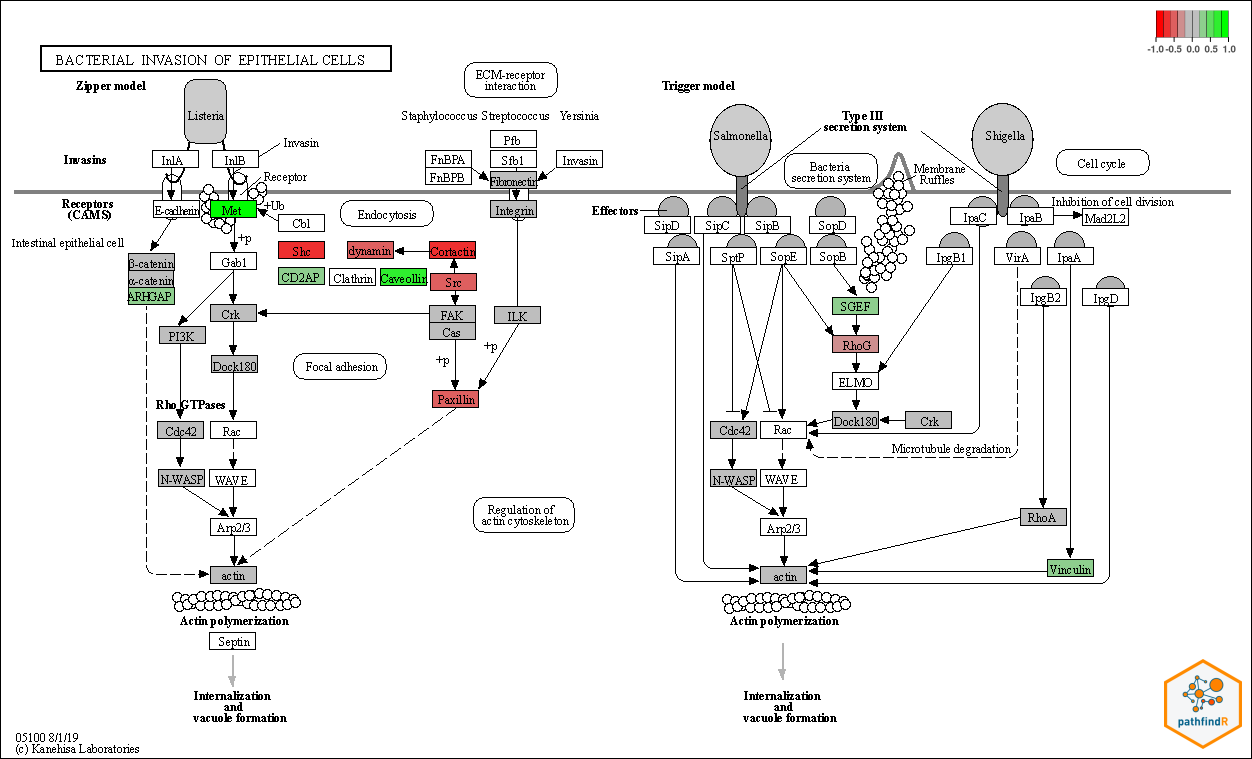 -1.0 -0.5 0.0 0.5 1.0
BACTERIAL INVASION OF EPITHELIAL CELLS
Zipper model
ECM-receptor
interaction
Trigger model
Listeria
Staphylococcus Streptococcus Yersinia
Salmonella
Type III
secretion system
Shigella
Invasin
Pfb
Invasins
InlA
InlB
FnBPA
FnBPB
Sfb1
Invasin
Bacteria
secretion system
Membrane
Ruffles
Cell cycle
Receptor
Fibronectin
Receptors
(CAMS)
E-cadherin
Met
+Ub
Cbl
Endocytosis
Integrin
Effectors
SipD
SipC
SipB
SopD
IpaC
IpaB
Inhibition of cell division
Mad2L2
Intestinal epithelial cell
+p
Gab1
Shc
dynamin
Cortactin
SipA
SptP
SopE
SopB
IpgB1
VirA
IpaA
β-catenin
α-catenin
ARHGAP
CD2AP
Clathrin
Caveollin
Src
IpgB2
IpgD
Crk
FAK
Cas
ILK
SGEF
PI3K
+p
+p
RhoG
Dock180
Focal adhesion
ELMO
Paxillin
Rho GTPases
Cdc42
Rac
Cdc42
Rac
Dock180
Crk
Microtubule degradation
N-WASP
WAVE
N-WASP
WAVE
Arp2/3
Regulation of
actin cytoskeleton
Arp2/3
RhoA
actin
actin
Vinculin
Actin polymerization
Actin polymerization
Septin
Internalization
and
vacuole formation
Internalization
and
vacuole formation
pathfindR
05100 8/1/19
(c) Kanehisa Laboratories